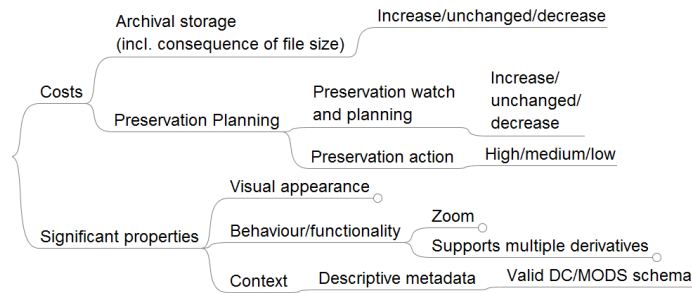 Costs
Archival storage
(incl. consequence of file size)
Increase/unchanged/decrease
Preservation Planning
Preservation watch
and planning
Increase/
unchanged/
decrease
Preservation action
High/medium/low
Significant properties
Visual appearance
Behaviour/functionality
Zoom
Supports multiple derivatives
Context
Descriptive metadata
Valid DC/MODS schema